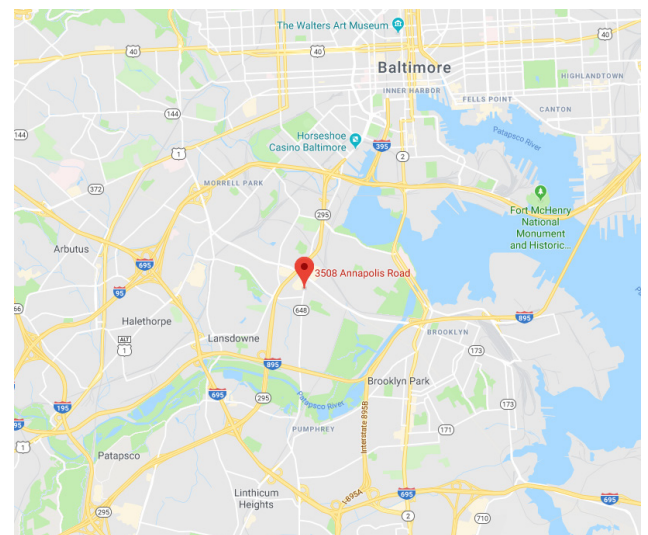 The Walters Art Museum
40
40
40
Baltimore
HIGHLANDTOWN
INNER HARBOR
FELLS POINT
CANTON
144
144
Patapsco River
Horseshoe
Casino Baltimore
395
2
1
MORRELL PARK
372
295
Fort McHenry
National
Monument
and Historic...
Arbutus
695
3508 Annapolis Road
95
648
895
Halethorpe
ALT
1
Lansdowne
BROOKLYN
173
895
Brooklyn Park
695
295
Patapsco River
195
173
95
PUMPHREY
Interstate 895B
171
1
Patapsco
Linthicum
Heights
I-895A
695
695
295
2
710